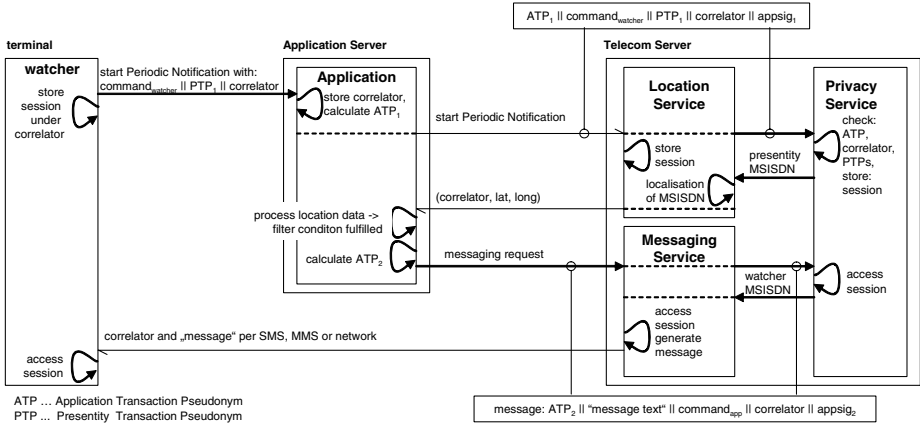 ATP1 || commandwatcher || PTP1 || correlator || appsig1
terminal
Application Server
Telecom Server
watcher
start Periodic Notification with:
commandwatcher || PTP1 || correlator
store
session
under
correlator
Application
store correlator,
calculate ATP1
start Periodic Notification
Location
Service
Privacy
Service
check:
ATP,
correlator,
PTPs,
store:
session
store
session
presentity
MSISDN
localisation
of MSISDN
(correlator, lat, long)
process location data ->
filter conditon fulfilled
calculate ATP2
messaging request
Messaging
Service
watcher
MSISDN
access
session
access
session
generate
message
correlator and „message“ per SMS, MMS or network
access
session
ATP … Application Transaction Pseudonym
PTP ... Presentity Transaction Pseudonym
message: ATP2 || "message text“ || commandapp || correlator || appsig2